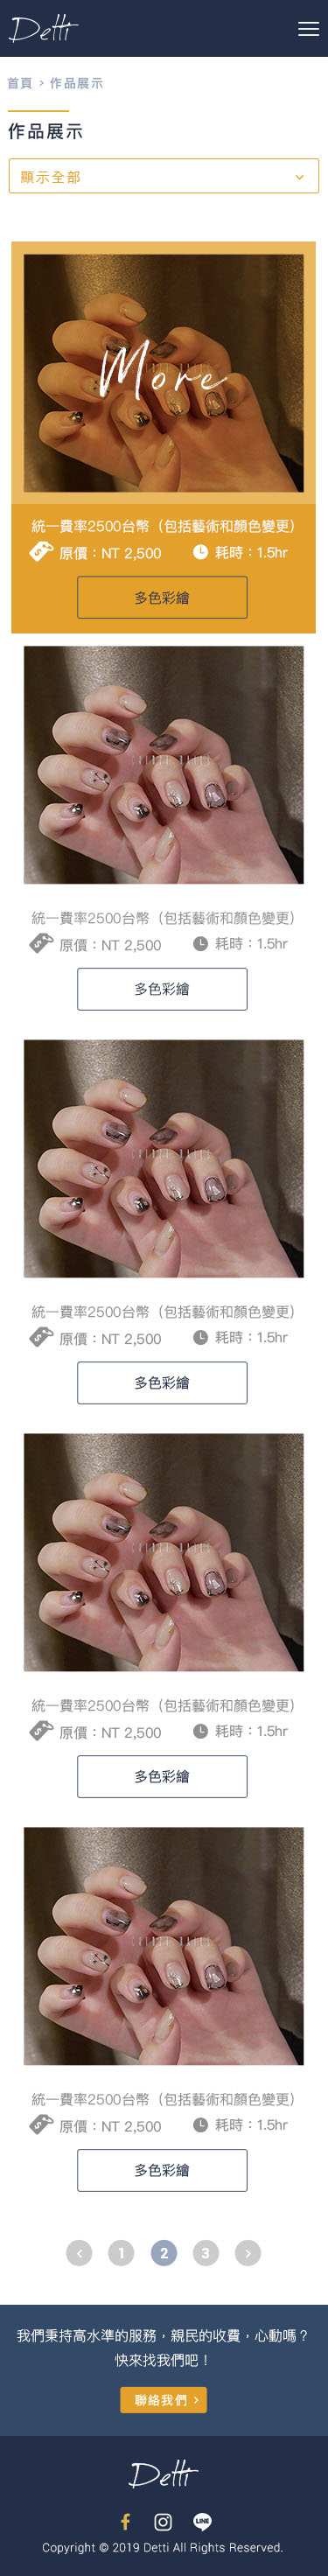 Detti
首頁 > 作品展示
作品展示
顯示全部
More
統一費率2500台幣（包括藝術和顏色變更）
原價：NT 2,500 耗時：1.5hr
多色彩繪
統一費率2500台幣（包括藝術和顏色變更）
原價：NT 2,500 耗時：1.5hr
多色彩繪
統一費率2500台幣（包括藝術和顏色變更）
原價：NT 2,500 耗時：1.5hr
多色彩繪
統一費率2500台幣（包括藝術和顏色變更）
原價：NT 2,500 耗時：1.5hr
多色彩繪
統一費率2500台幣（包括藝術和顏色變更）
原價：NT 2,500 耗時：1.5hr
多色彩繪
< 1 2 3 >
我們秉持高水準的服務，親民的收費，心動嗎？
快來找我們吧！
聯絡我們 >
Detti
LINE
Copyright © 2019 Detti All Rights Reserved.